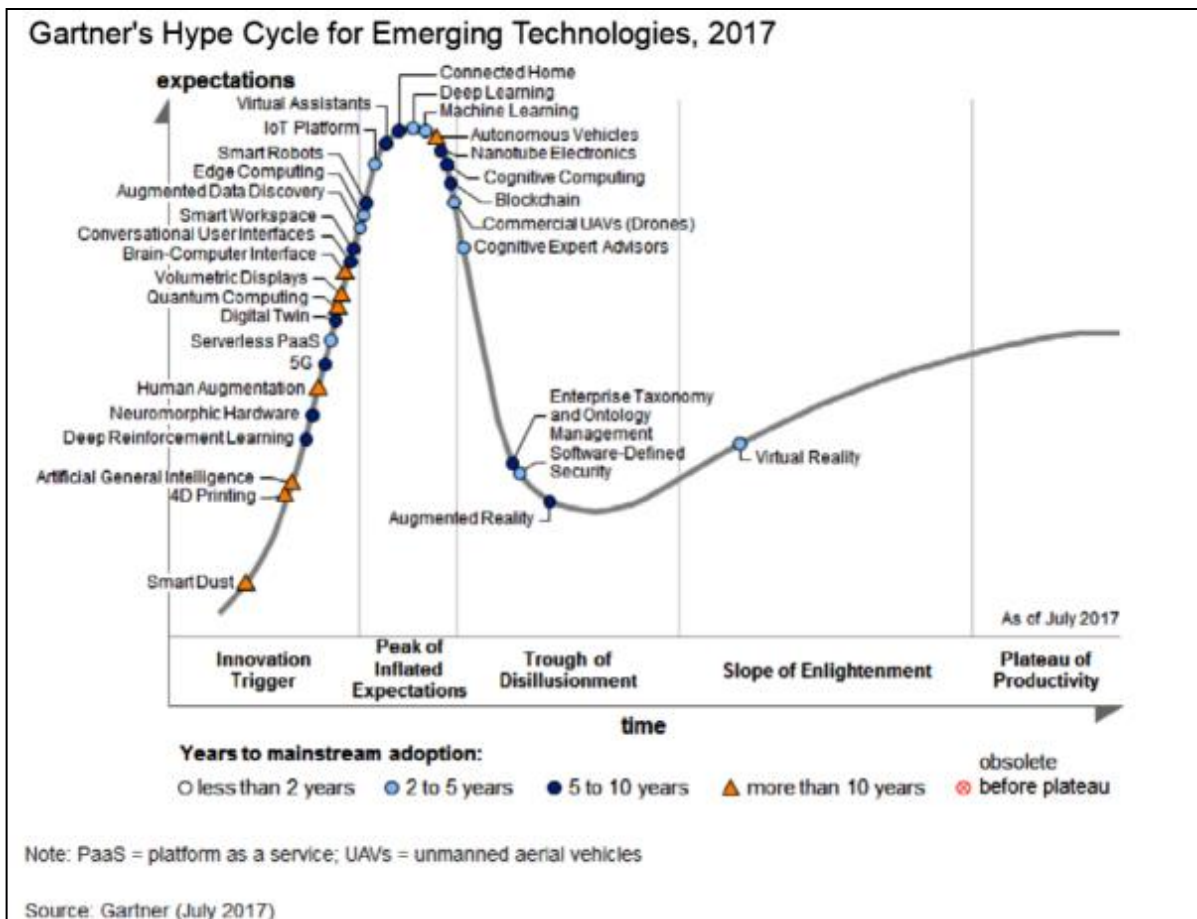 Gartner's Hype Cycle for Emerging Technologies, 2017
expectations
Connected Home
Deep Learning
Virtual Assistants
Machine Learning
IoT Platform
Autonomous Vehicles
Smart Robots
Nanotube Electronics
Edge Computing
Cognitive Computing
Augmented Data Discovery
Blockchain
Smart Workspace
Commercial UAVs (Drones)
Conversational User Interfaces
Cognitive Expert Advisors
Brain-Computer Interface
Volumetric Displays
Quantum Computing
Digital Twin
Serverless PaaS
5G
Human Augmentation
Neuromorphic Hardware
Deep Reinforcement Learning
Artificial General Intelligence
4D Printing
Smart Dust
Enterprise Taxonomy
and Ontology
Management
Software-Defined
Security
Augmented Reality
Virtual Reality
As of July 2017
Innovation
Trigger
Peak of
Inflated
Expectations
Trough of
Disillusionment
Slope of Enlightenment
Plateau of
Productivity
time
Years to mainstream adoption:
less than 2 years
2 to 5 years
5 to 10 years
more than 10 years
obsolete
before plateau
Note: PaaS = platform as a service; UAVs = unmanned aerial vehicles
Source: Gartner (July 2017)